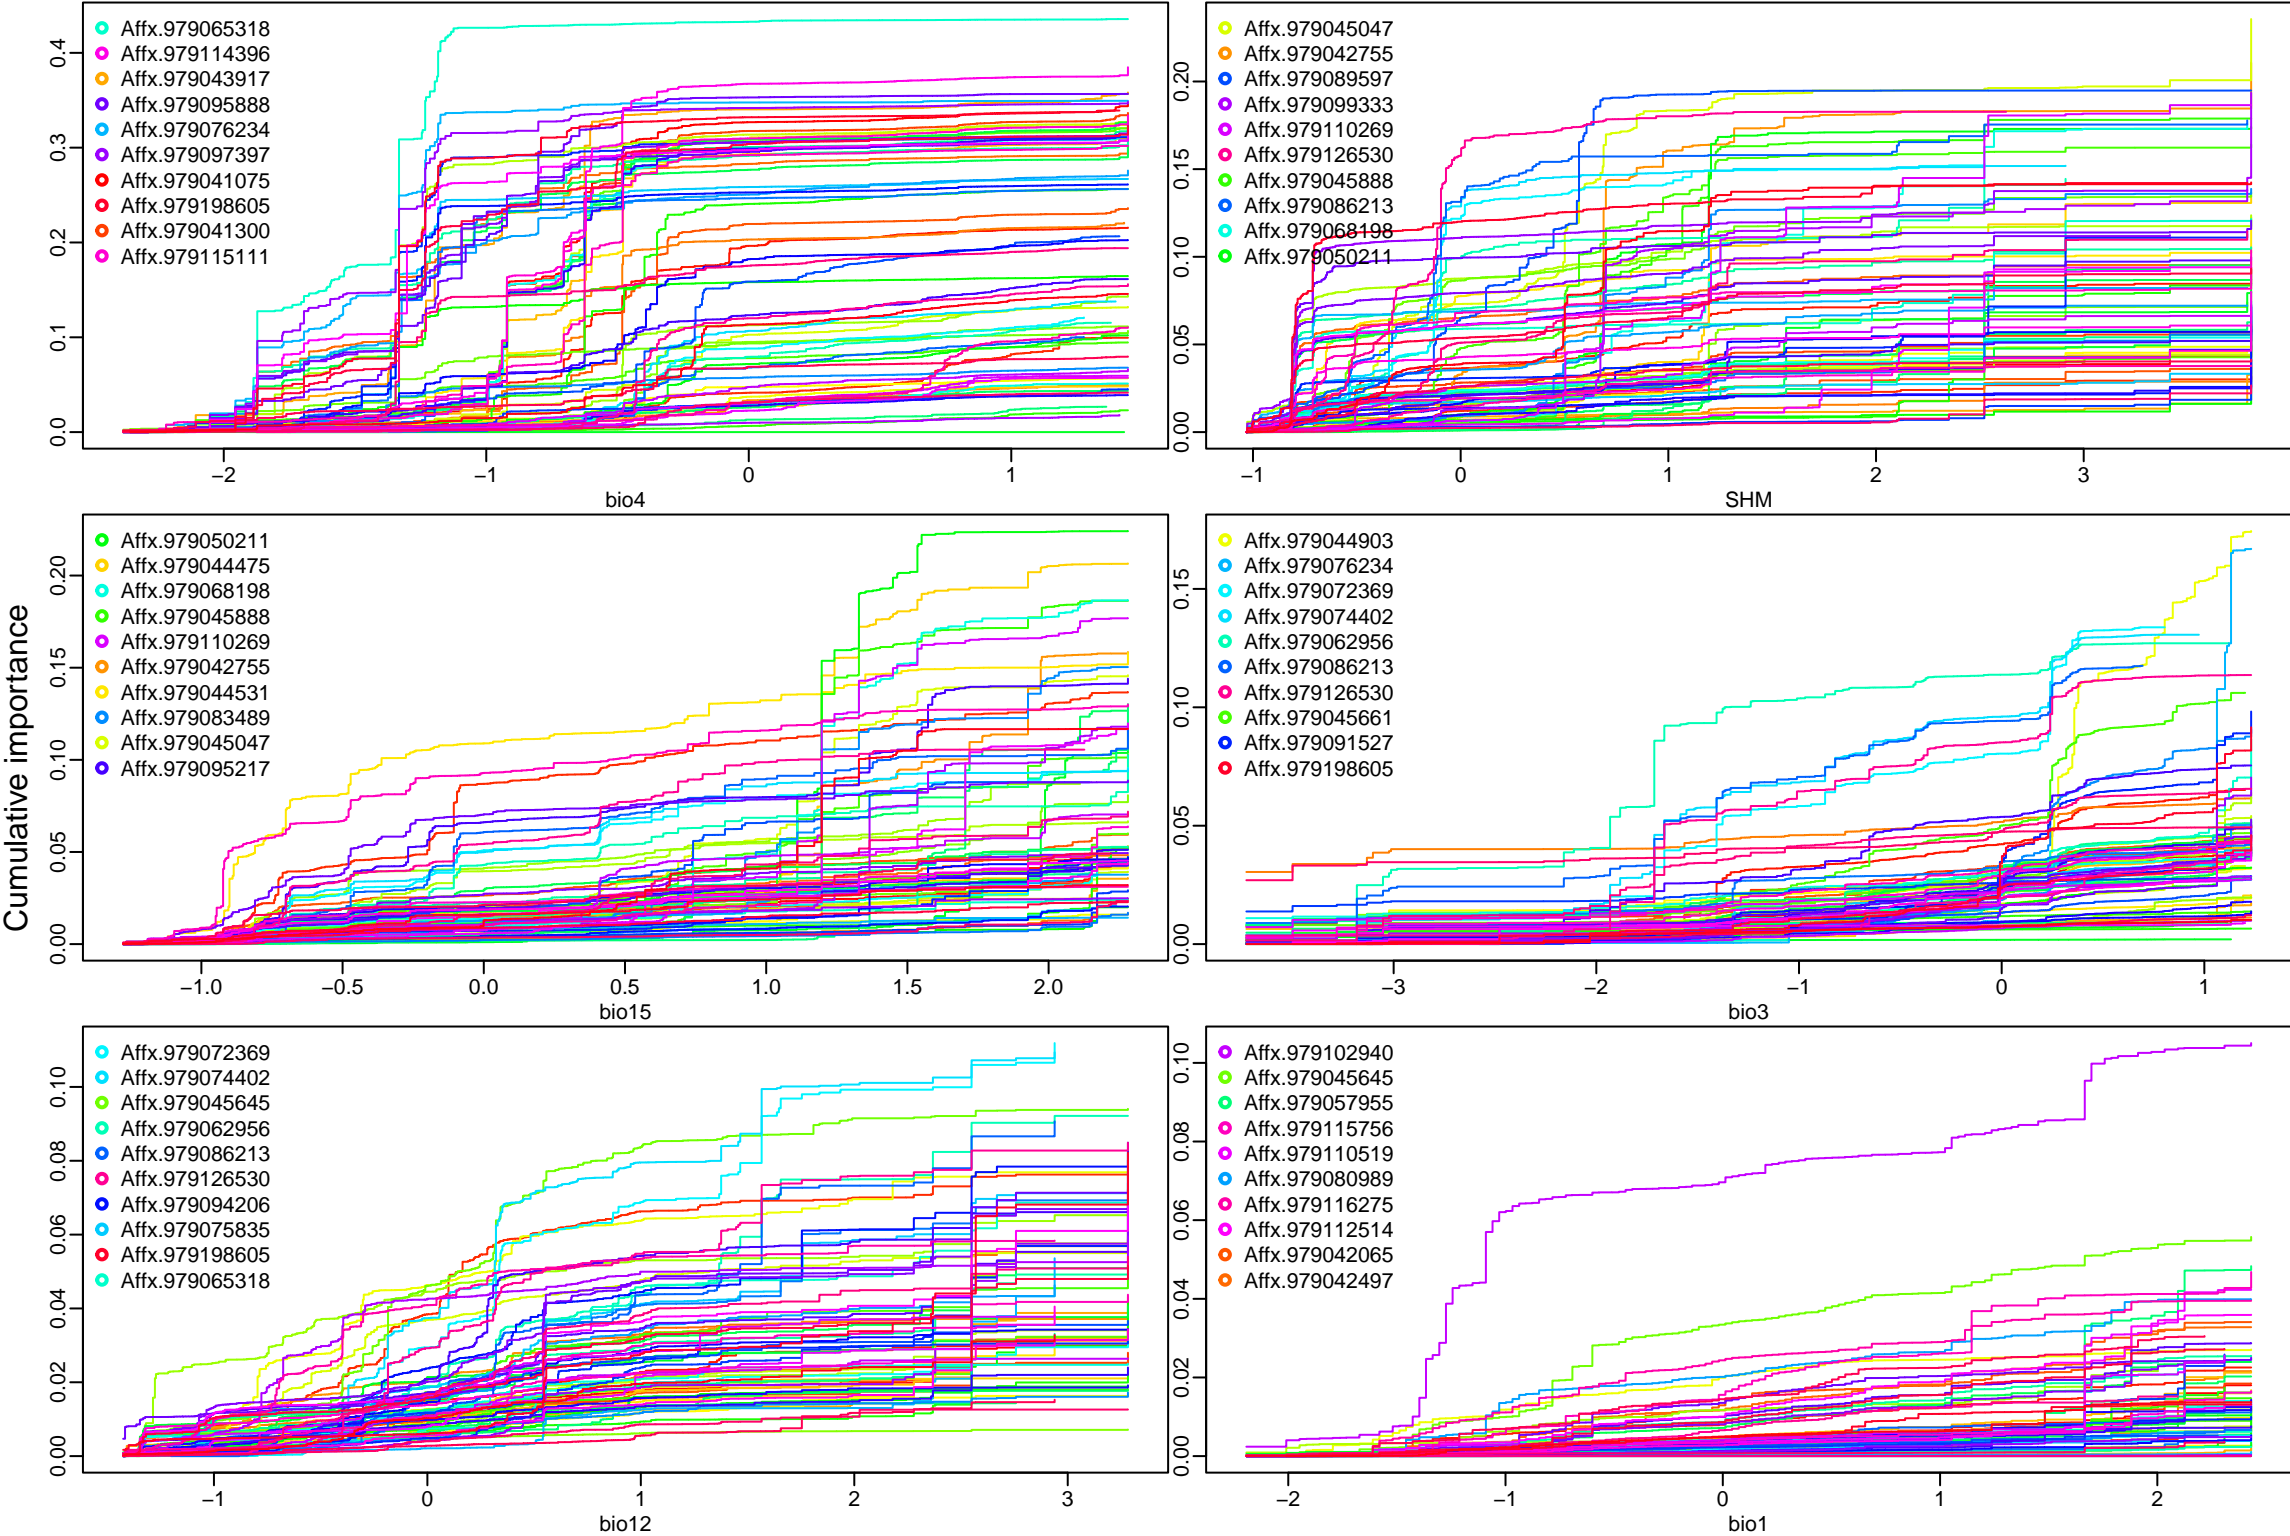 Cumulative importance
Affx.979065318
Affx.979114396
Affx.979043917
Affx.979095888
Affx.979076234
Affx.979097397
Affx.979041075
Affx.979198605
Affx.979041300
Affx.979115111
0.4
0.3
0.2
0.1
0.0
−2 −1 0 1
bio4
Affx.979045047
Affx.979042755
Affx.979089597
Affx.979099333
Affx.979110269
Affx.979126530
Affx.979045888
Affx.979086213
Affx.979068198
Affx.979050211
0.20
0.15
0.10
0.05
0.00
−1 0 1 2 3
SHM
Affx.979050211
Affx.979044475
Affx.979068198
Affx.979045888
Affx.979110269
Affx.979042755
Affx.979044531
Affx.979083489
Affx.979045047
Affx.979095217
0.20
0.15
0.10
0.05
0.00
−1.0 −0.5 0.0 0.5 1.0 1.5 2.0
bio15
Affx.979044903
Affx.979076234
Affx.979072369
Affx.979074402
Affx.979062956
Affx.979086213
Affx.979126530
Affx.979045661
Affx.979091527
Affx.979198605
0.15
0.10
0.05
0.00
−3 −2 −1 0 1
bio3
Affx.979072369
Affx.979074402
Affx.979045645
Affx.979062956
Affx.979086213
Affx.979126530
Affx.979094206
Affx.979075835
Affx.979198605
Affx.979065318
0.10
0.08
0.06
0.04
0.02
0.00
−1 0 1 2 3
bio12
Affx.979102940
Affx.979045645
Affx.979057955
Affx.979115756
Affx.979110519
Affx.979080989
Affx.979116275
Affx.979112514
Affx.979042065
Affx.979042497
0.10
0.08
0.06
0.04
0.02
0.00
−2 −1 0 1 2
bio1